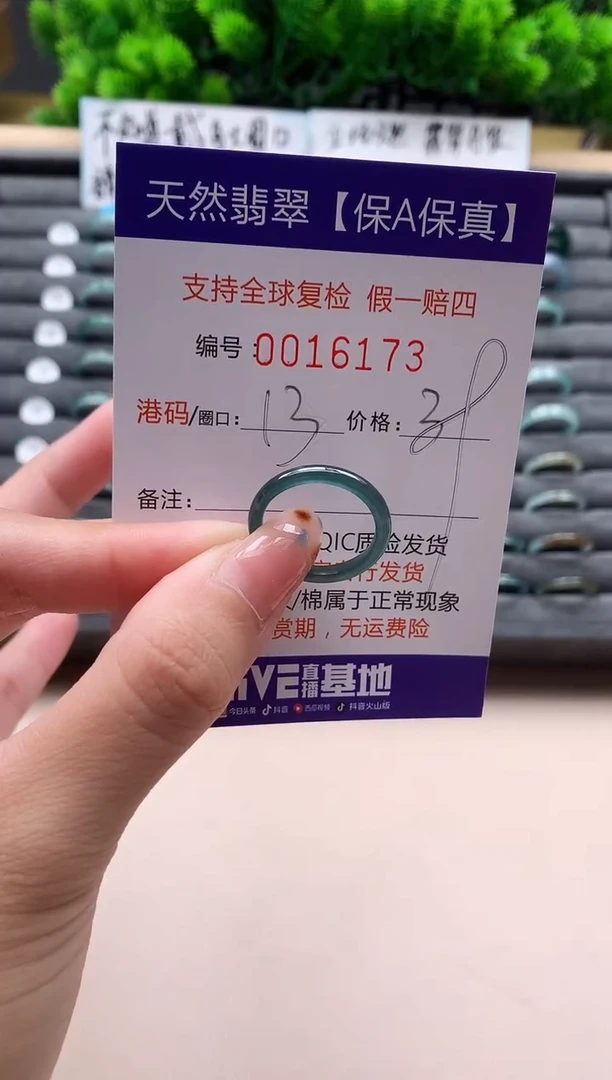 天然翡翠【保A保真】
支持全球复检 假一赔四
编号:0016173
港码/圈口: 13 价格:
备注:
QIC质检发货
行发货
/棉属于正常现象
赏期，无运费险
IVE直播基地
今日头条 抖音 西瓜视频 抖音火山版